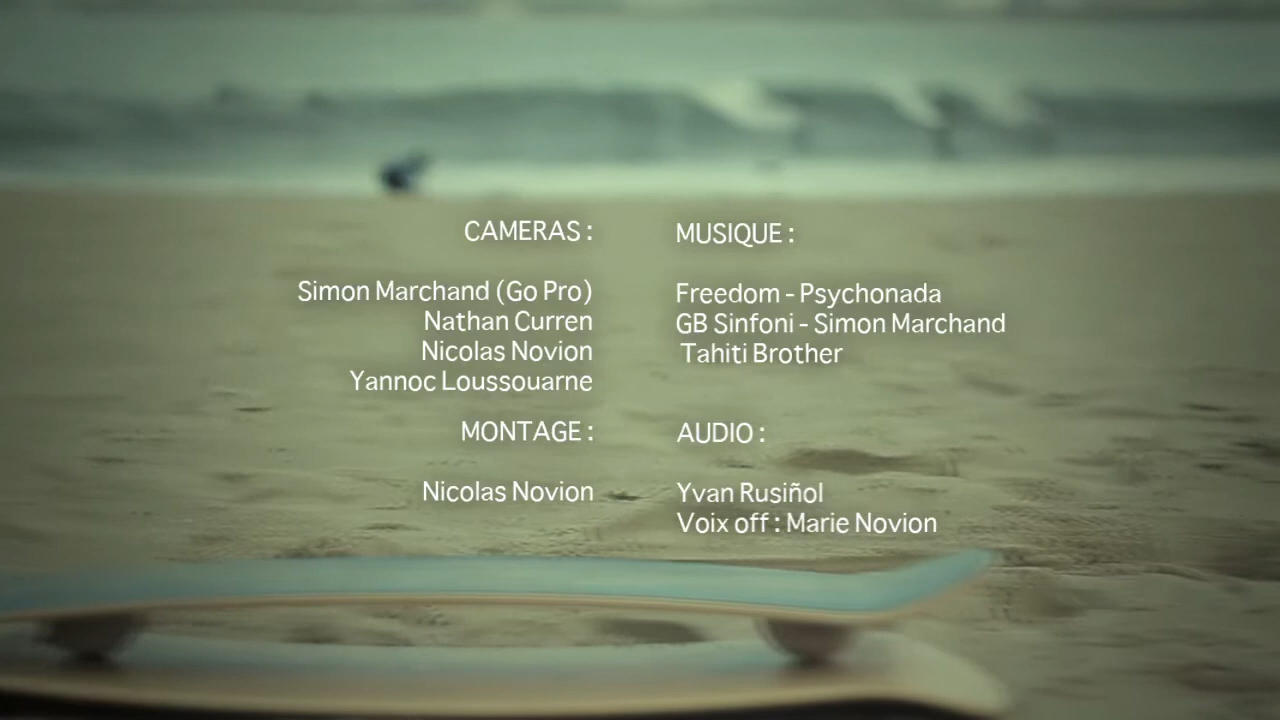 CAMERAS :
Simon Marchand (Go Pro)
Nathan Curren
Nicolas Novion
Yannoc Loussouarne
MUSIQUE :
Freedom - Psychonada
GB Sinfoni - Simon Marchand
Tahiti Brother
MONTAGE :
Nicolas Novion
AUDIO :
Yvan Rusiñol
Voix off : Marie Novion